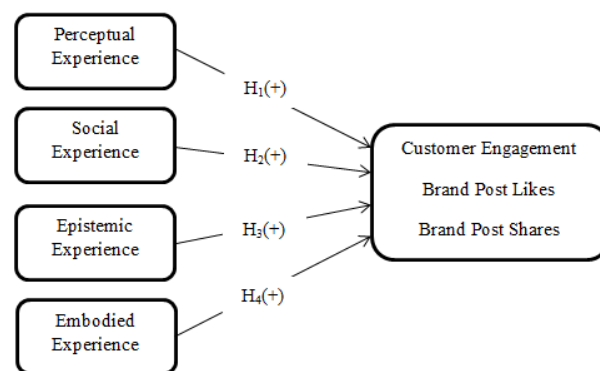 Perceptual
Experience
H₁(+)
Social
Experience
H₂(+)
Epistemic
Experience
H₃(+)
Embodied
Experience
H₄(+)
Customer Engagement
Brand Post Likes
Brand Post Shares